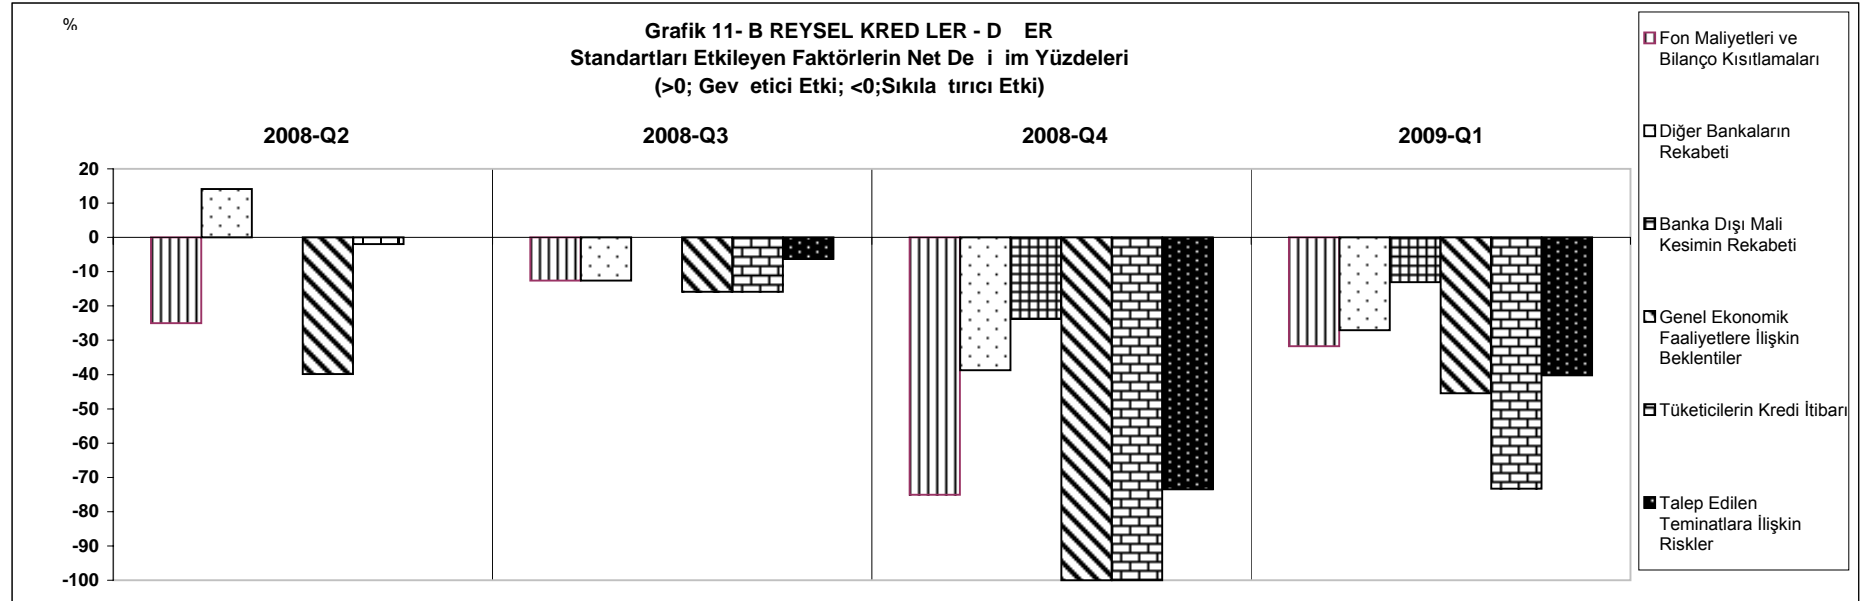 %
Grafik 11- B REYSEL KRED LER - D ER
Standartları Etkileyen Faktörlerin Net De i im Yüzdeleri
(>0; Gev etici Etki; <0;Sıkıla tırıcı Etki)
2008-Q2
2008-Q3
2008-Q4
2009-Q1
20
10
0
-10
-20
-30
-40
-50
-60
-70
-80
-90
-100
Fon Maliyetleri ve
Bilanço Kısıtlamaları
Diğer Bankaların
Rekabeti
Banka Dışı Mali
Kesimin Rekabeti
Genel Ekonomik
Faaliyetlere İlişkin
Beklentiler
Tüketicilerin Kredi İtibarı
Talep Edilen
Teminatlara İlişkin
Riskler